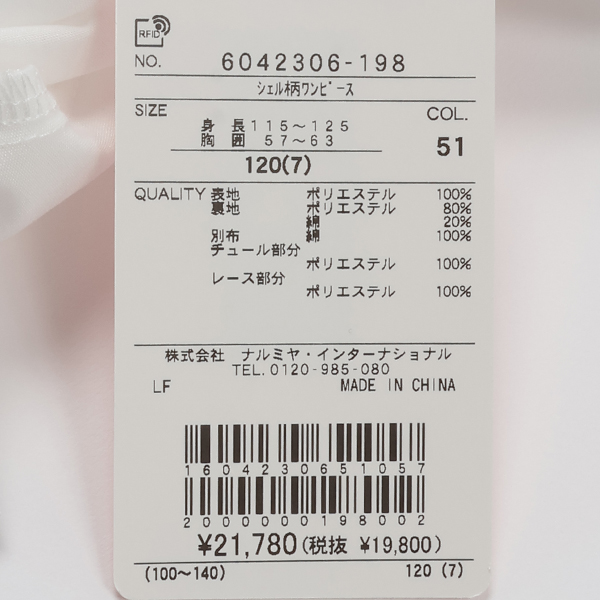 RFID
NO. 6042306-198
シェル柄ワンピース
SIZE COL.
身長115～125
胸囲 57～63 51
120(7)
QUALITY 表地 ポリエステル 100%
裏地 ポリエステル 80%
綿 20%
別布 綿 100%
チュール部分
ポリエステル 100%
レース部分
ポリエステル 100%
株式会社 ナルミヤ・インターナショナル
TEL.0120-985-080
LF MADE IN CHINA
1604230651057
2000000198002
¥21,780(税抜 ¥19,800)
(100～140) 120 (7)